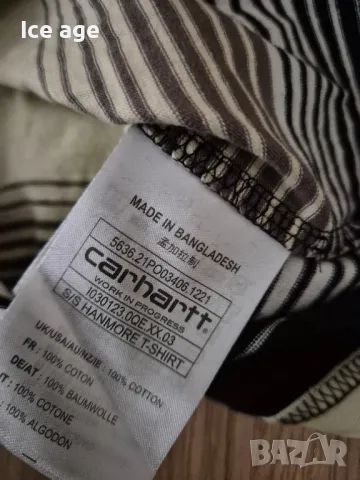 Ice age
MADE IN BANGLADESH
孟加拉制
5636.21PO03406.1221
carhartt
WORK IN PROGRESS
I030123.0OE.XX.03
S/S HANMORE T-SHIRT
UK/USA/AU/NZ/IE: 100% COTTON
FR : 100% COTON
DE/AT : 100% BAUMWOLLE
IT : 100% COTONE
: 100% ALGODON
BAZAR
bg